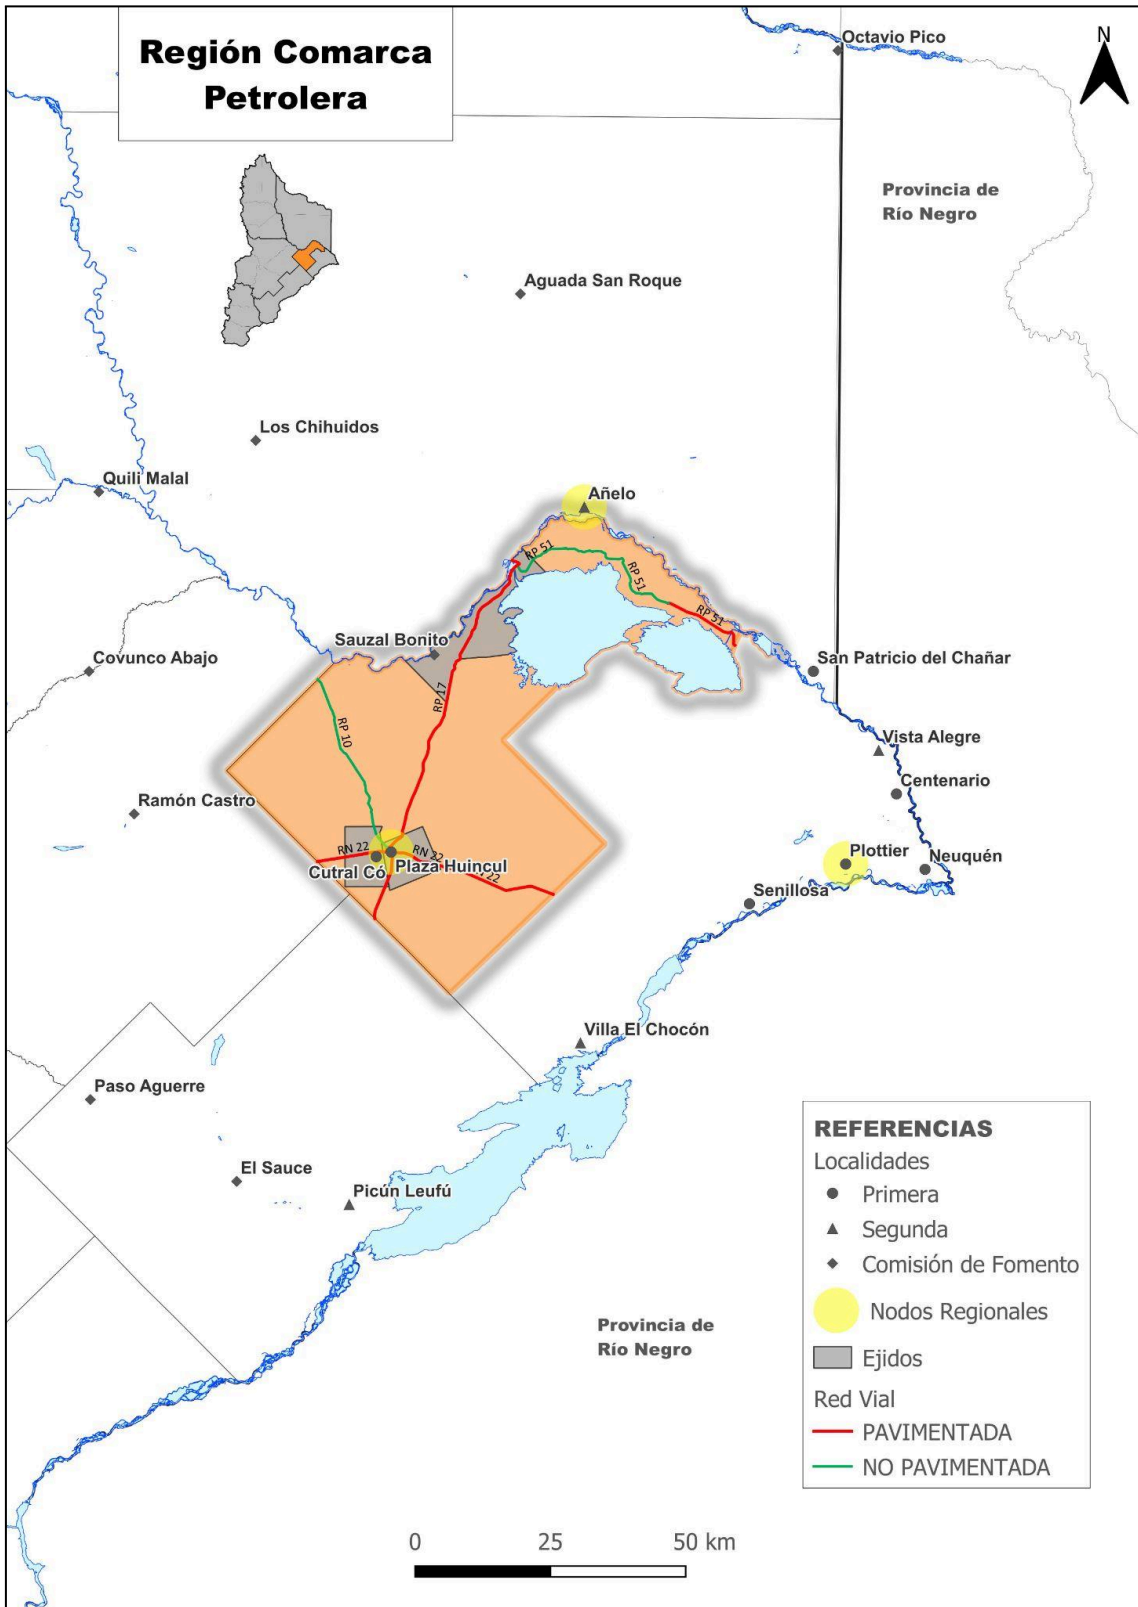 Región Comarca
Petrolera
N
Octavio Pico
Provincia de
Río Negro
Aguada San Roque
Los Chihuidos
Quili Malal
Añelo
RP 51
RP 51
RP 51
Sauzal Bonito
Covunco Abajo
San Patricio del Chañar
RP 17
RP 10
Vista Alegre
Centenario
Ramón Castro
RN 22
RN 22
22
Cutral Có
Plaza Huincul
Plottier
Neuquén
Senillosa
Villa El Chocón
Paso Aguerre
El Sauce
Picún Leufú
Provincia de
Río Negro
REFERENCIAS
Localidades
Primera
Segunda
Comisión de Fomento
Nodos Regionales
Ejidos
Red Vial
PAVIMENTADA
NO PAVIMENTADA
0 25 50 km